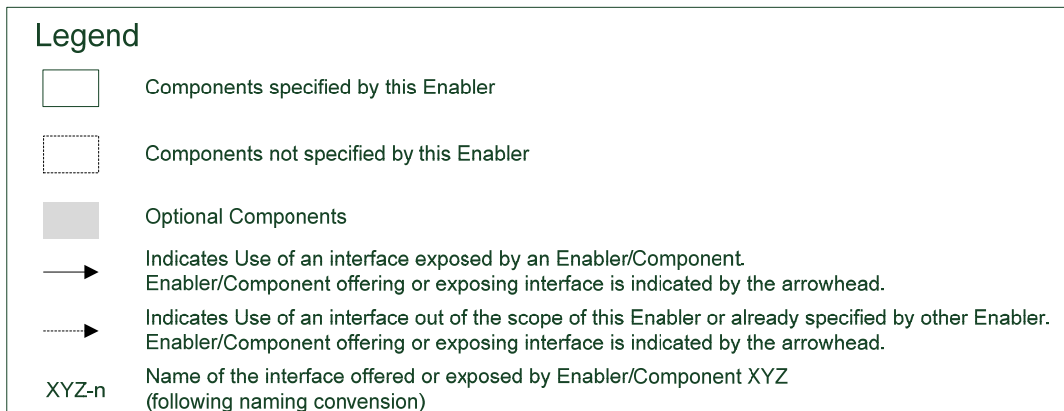 Legend
Components specified by this Enabler
Components not specified by this Enabler
Optional Components
Indicates Use of an interface exposed by an Enabler/Component.
Enabler/Component offering or exposing interface is indicated by the arrowhead.
Indicates Use of an interface out of the scope of this Enabler or already specified by other Enabler.
Enabler/Component offering or exposing interface is indicated by the arrowhead.
XYZ-n
Name of the interface offered or exposed by Enabler/Component XYZ
(following naming convension)